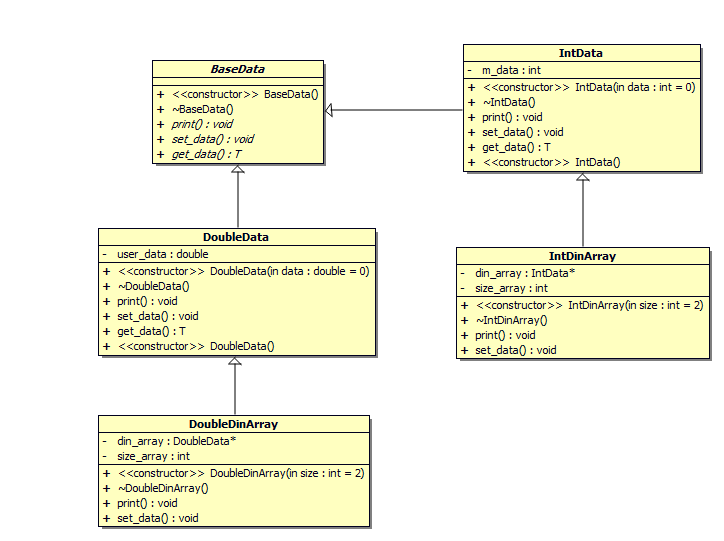 BaseData
+ <<constructor>> BaseData()
+ ~BaseData()
+ print() : void
+ set_data() : void
+ get_data() : T
IntData
- m_data : int
+ <<constructor>> IntData(in data : int = 0)
+ ~IntData()
+ print() : void
+ set_data() : void
+ get_data() : T
+ <<constructor>> IntData()
DoubleData
- user_data : double
+ <<constructor>> DoubleData(in data : double = 0)
+ ~DoubleData()
+ print() : void
+ set_data() : void
+ get_data() : T
+ <<constructor>> DoubleData()
IntDinArray
- din_array : IntData*
- size_array : int
+ <<constructor>> IntDinArray(in size : int = 2)
+ ~IntDinArray()
+ print() : void
+ set_data() : void
DoubleDinArray
- din_array : DoubleData*
- size_array : int
+ <<constructor>> DoubleDinArray(in size : int = 2)
+ ~DoubleDinArray()
+ print() : void
+ set_data() : void